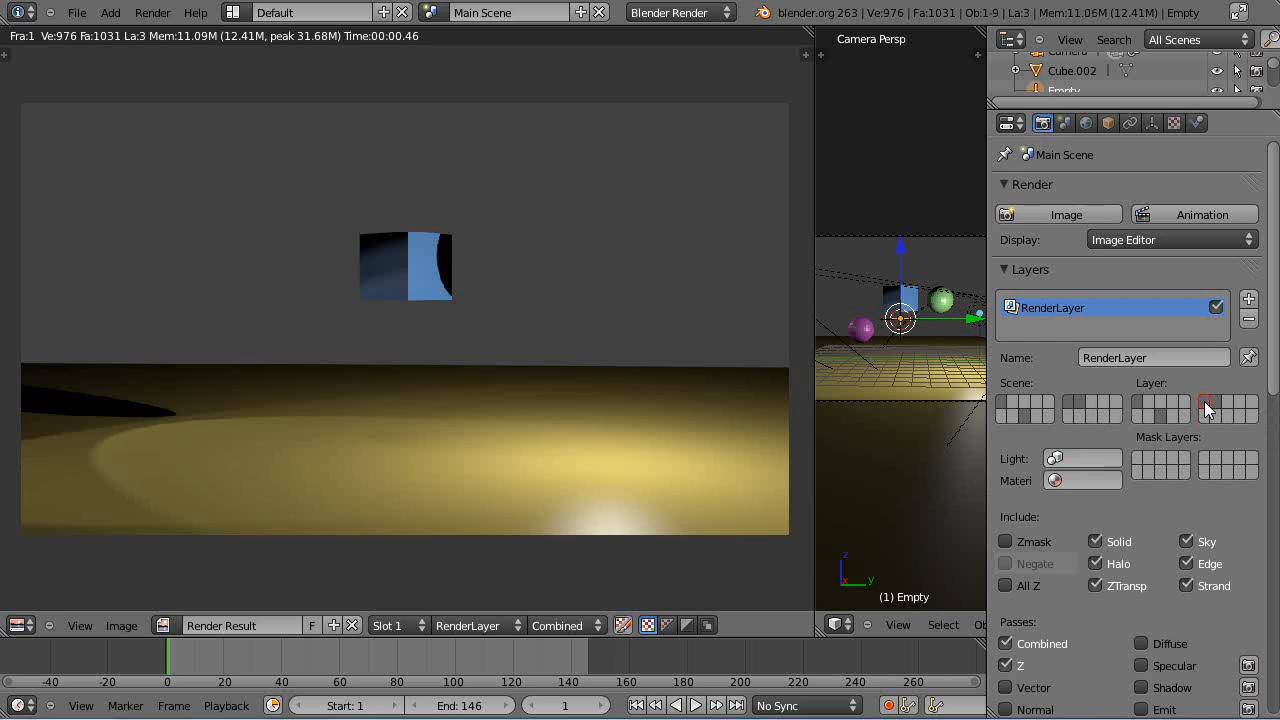 File Add Render Help Default Main Scene Blender Render blender.org 263 | Ve:976 | Fa:1031 | Ob:1-9 | La:3 | Mem:11.06M (12.41M) | Empty
Fra:1 Ve:976 Fa:1031 La:3 Mem:11.09M (12.41M, peak 31.68M) Time:00:00.46
Camera Persp
View Search All Scenes
Camera
Cube.002
Empty
Main Scene
Render
Image Animation
Display: Image Editor
Layers
RenderLayer
Name: RenderLayer
Scene: Layer:
Mask Layers:
Light:
Materi
Include:
Zmask Solid Sky
Negate Halo Edge
All Z ZTransp Strand
Passes:
Combined Diffuse
Z Specular
Vector Shadow
Normal Emit
z
x y
(1) Empty
View Image Render Result F Slot 1 RenderLayer Combined
View Select Ob
-40 -20 0 20 40 60 80 100 120 140 160 180 200 220 240 260
View Marker Frame Playback Start: 1 End: 146 1 No Sync